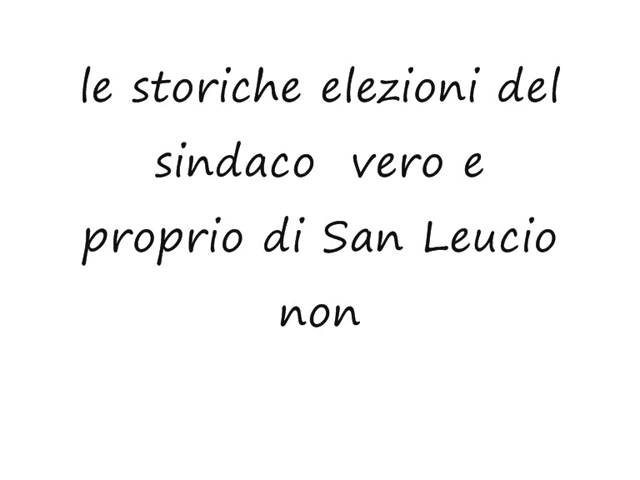 le storiche elezioni del
sindaco  vero e
proprio di San Leucio
non